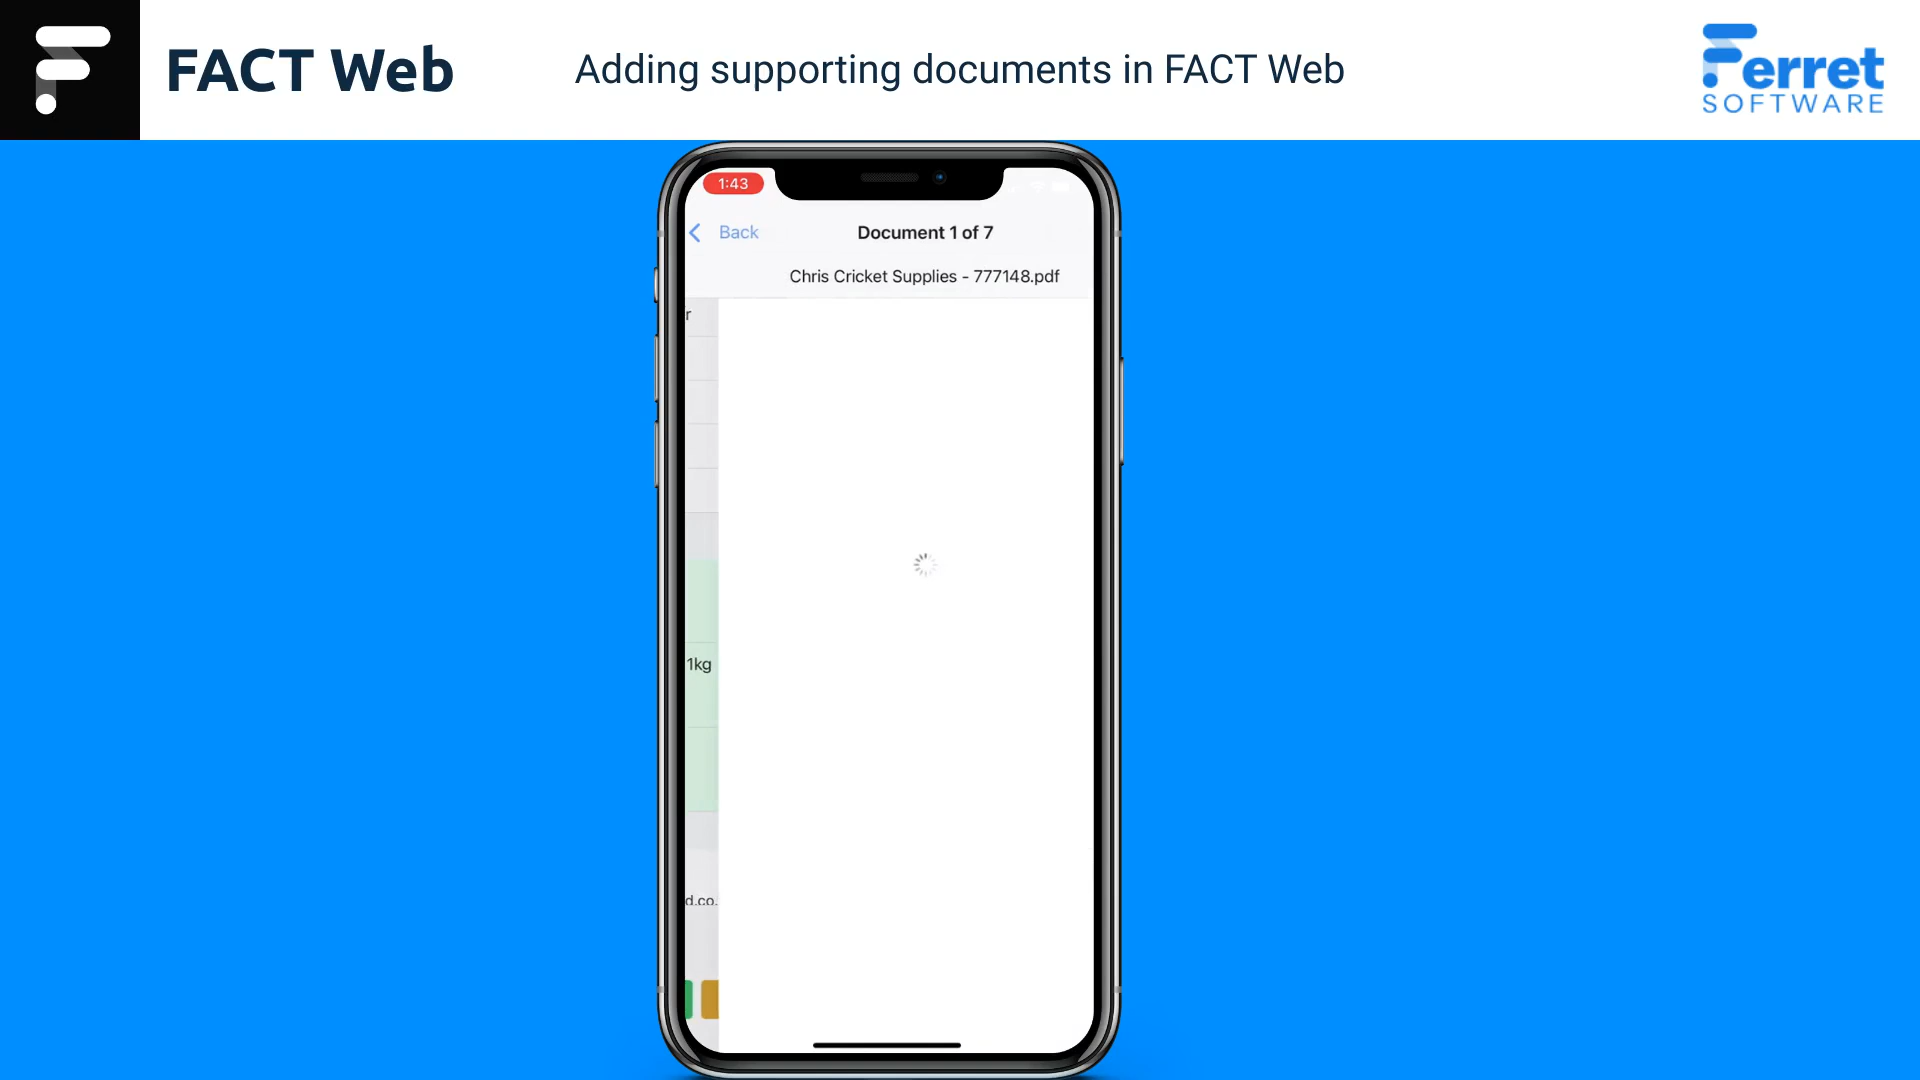 FACT Web
Adding supporting documents in FACT Web
Ferret
SOFTWARE
1:43
Back
Document 1 of 7
Chris Cricket Supplies - 777148.pdf
r
1kg
d.co.